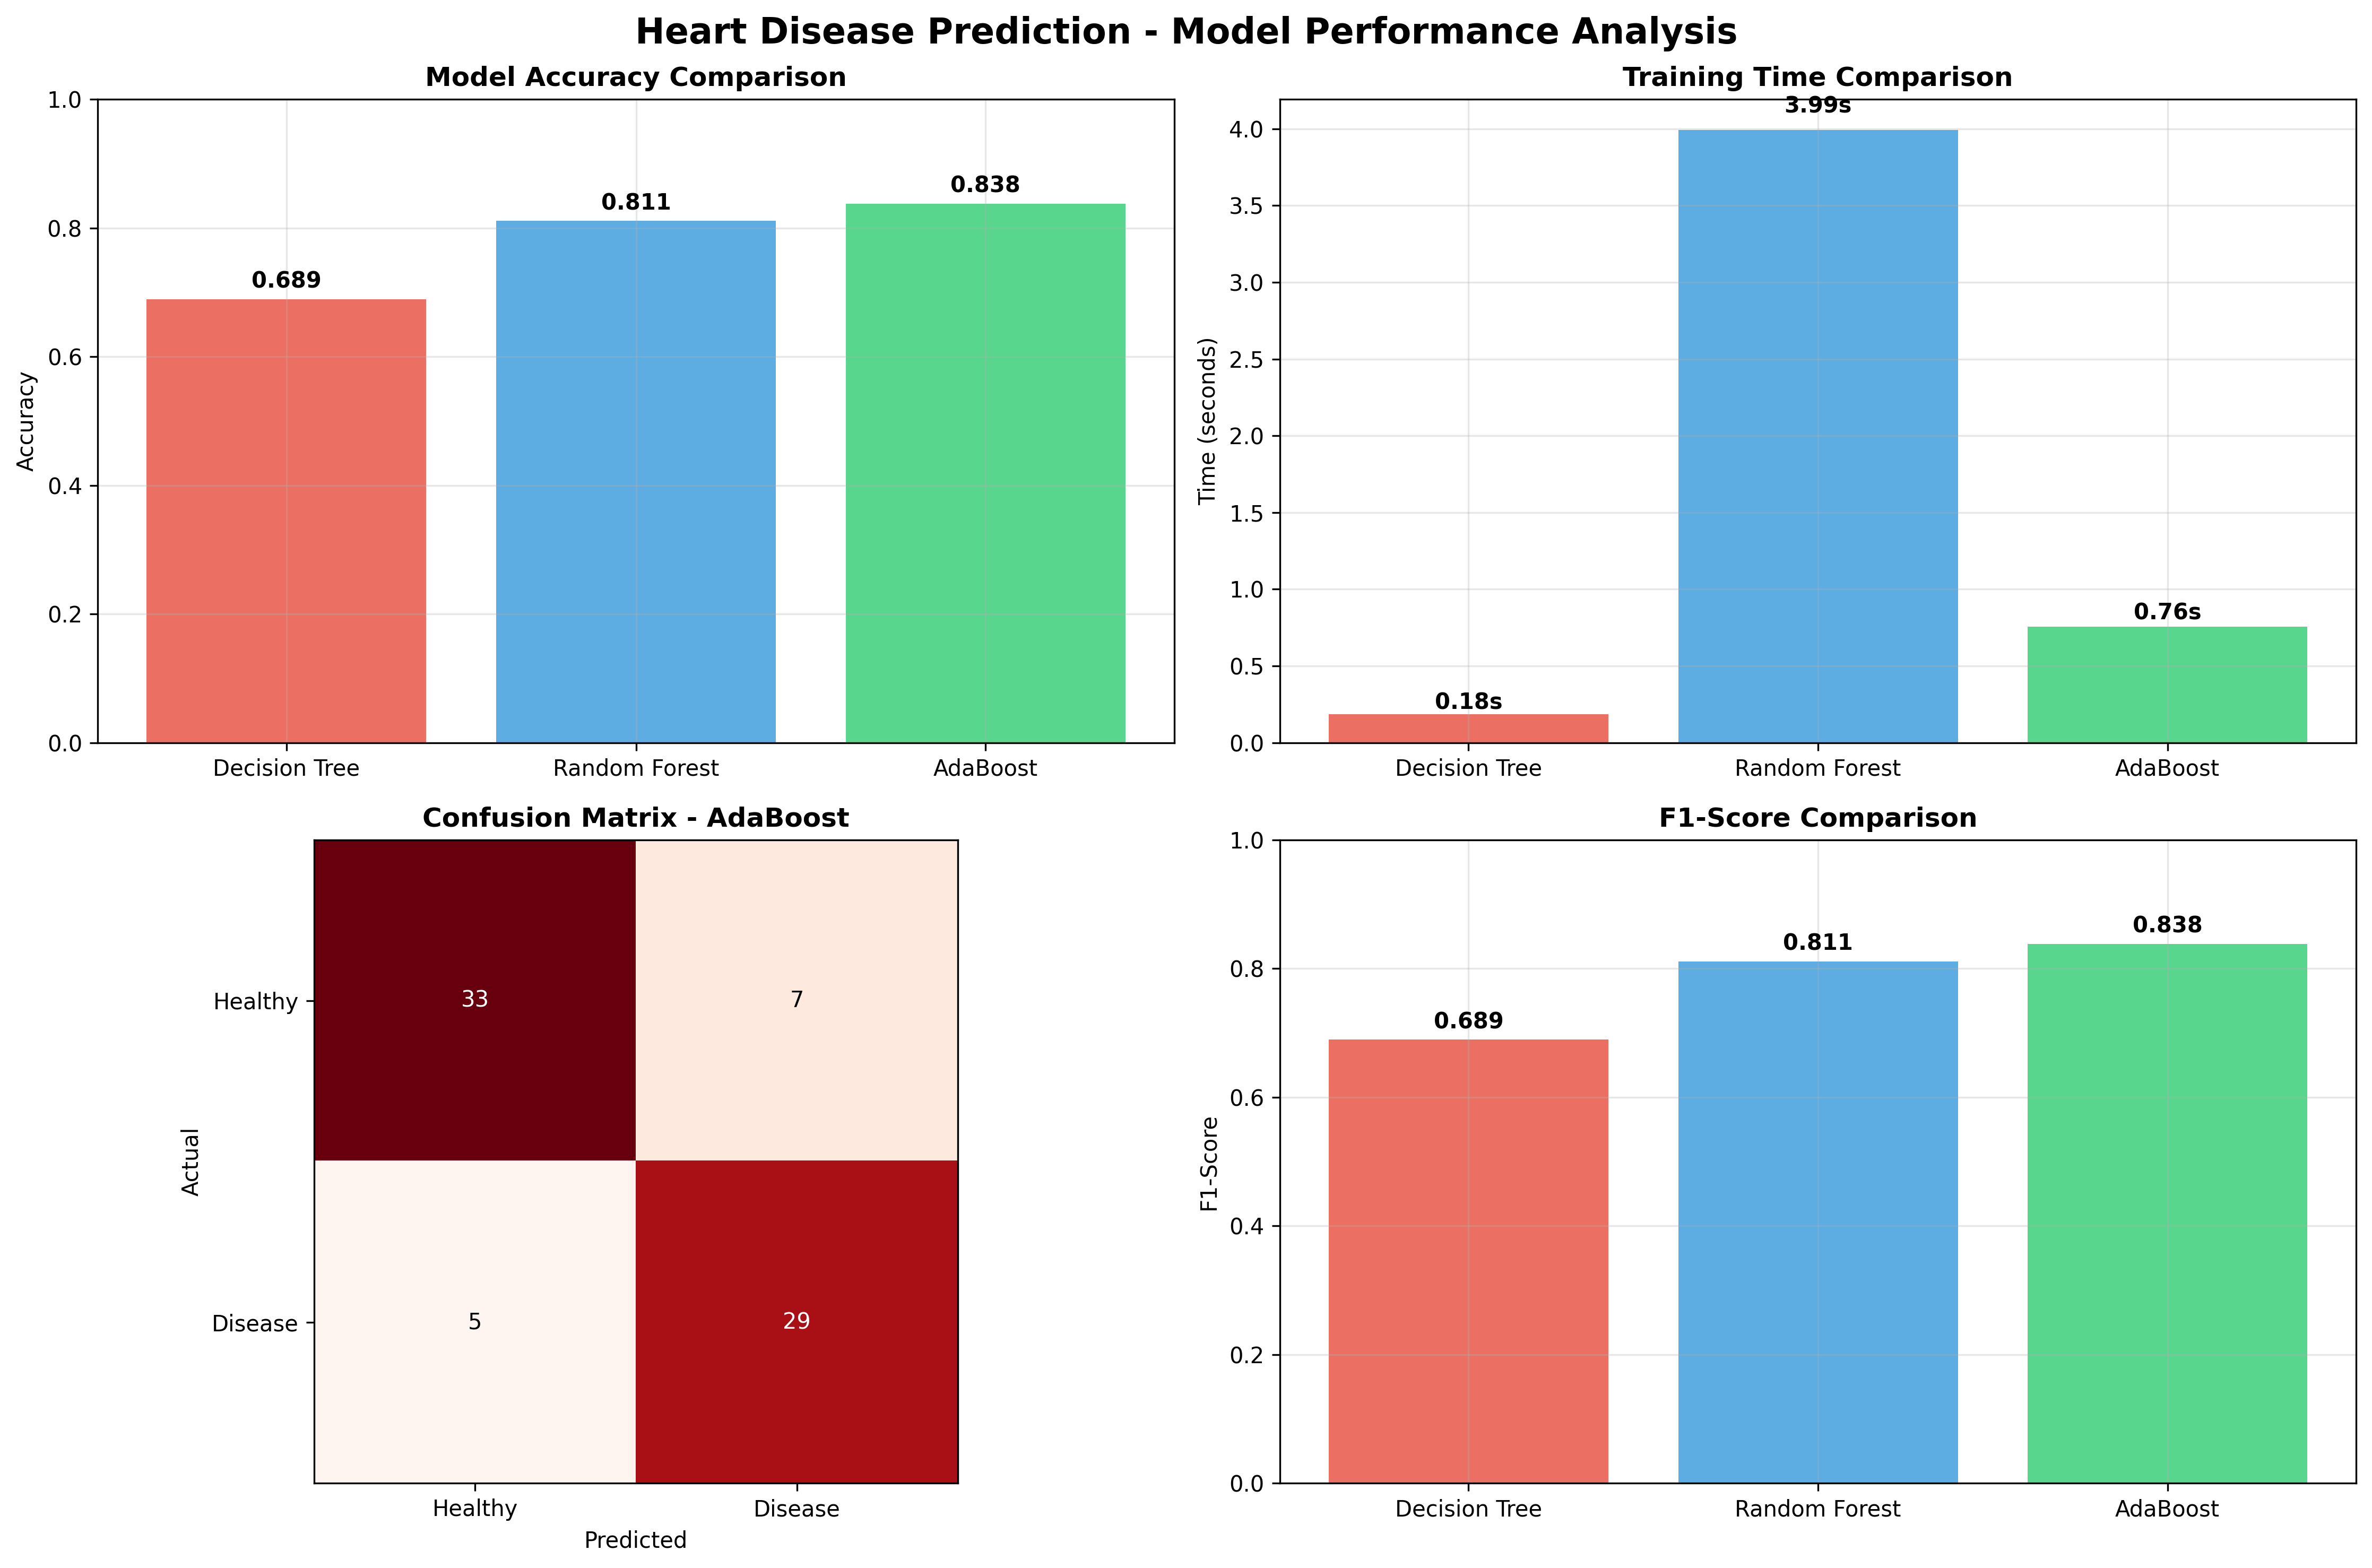 Heart Disease Prediction - Model Performance Analysis
Model Accuracy Comparison
1.0
0.8
0.6
0.4
0.2
0.0
Accuracy
0.689
0.811
0.838
Decision Tree
Random Forest
AdaBoost
Training Time Comparison
4.0
3.5
3.0
2.5
2.0
1.5
1.0
0.5
0.0
Time (seconds)
0.18s
3.99s
0.76s
Decision Tree
Random Forest
AdaBoost
Confusion Matrix - AdaBoost
Actual
Healthy
33
7
Disease
5
29
Healthy
Disease
Predicted
F1-Score Comparison
1.0
0.8
0.6
0.4
0.2
0.0
F1-Score
0.689
0.811
0.838
Decision Tree
Random Forest
AdaBoost